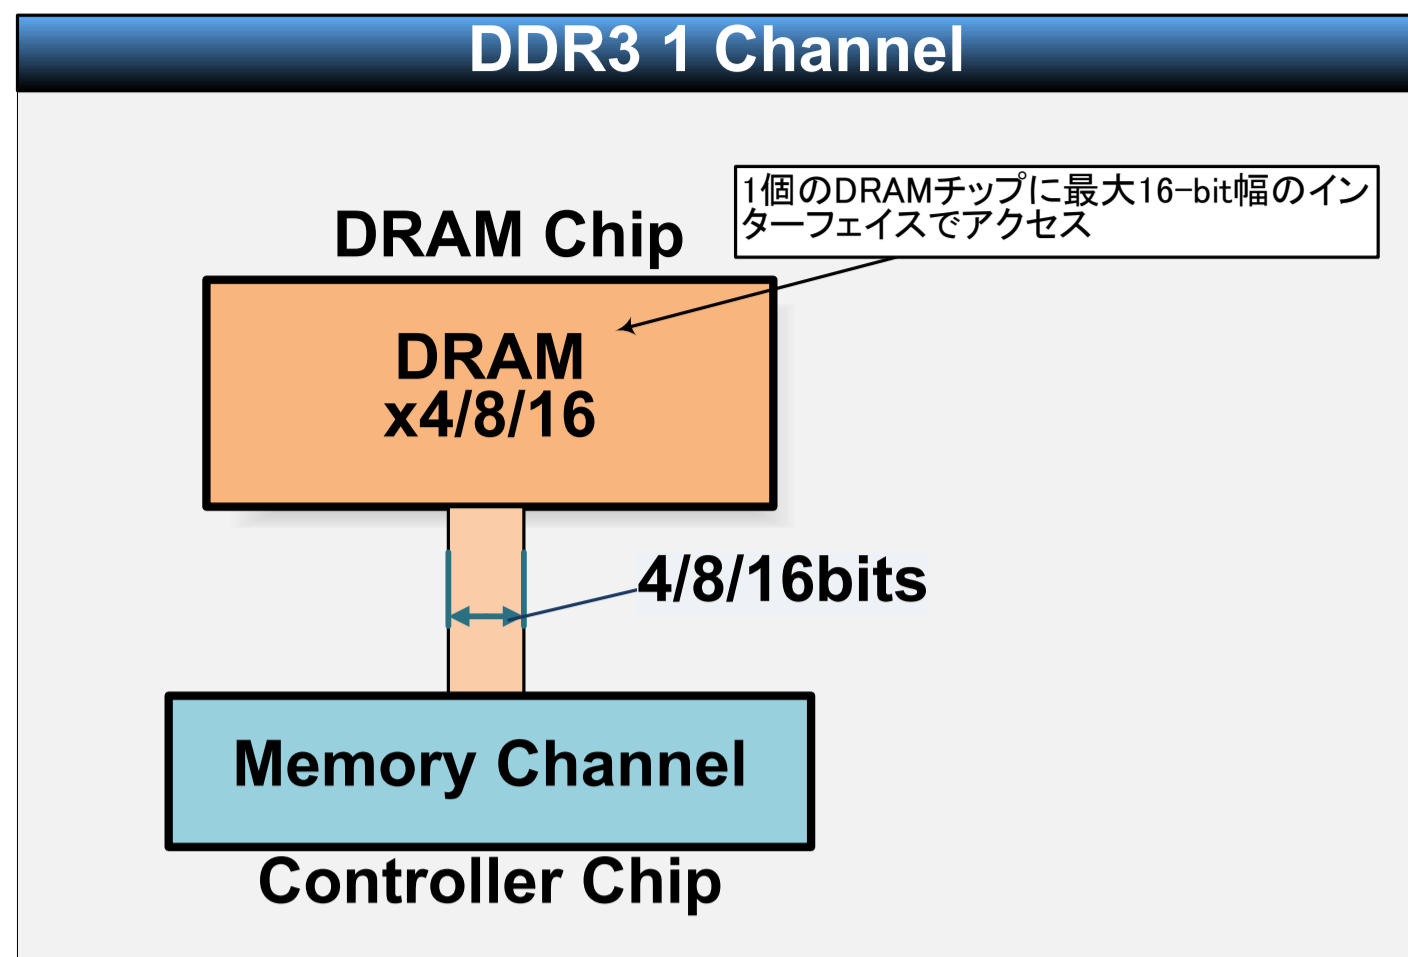 DDR3 1 Channel
1個のDRAMチップに最大16-bit幅のイン
ターフェイスでアクセス
DRAM Chip
DRAM
x4/8/16
4/8/16bits
Memory Channel
Controller Chip